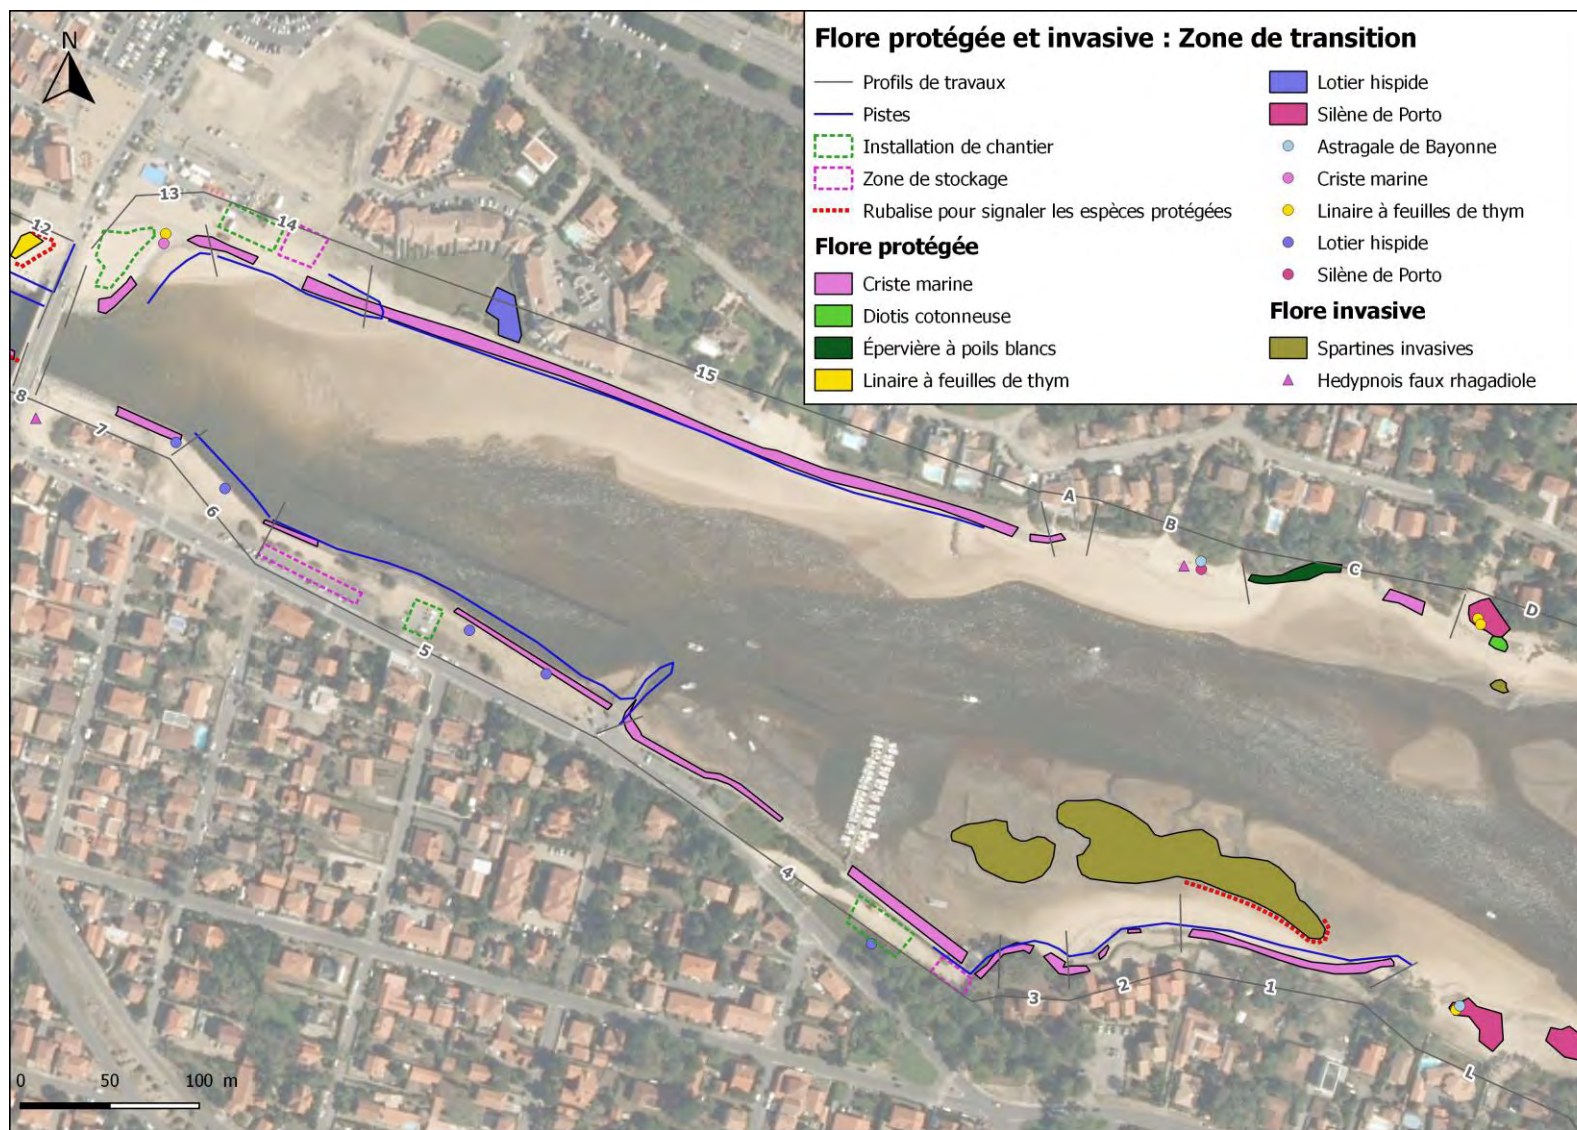 Flore protégée et invasive : Zone de transition
Profils de travaux
Pistes
Installation de chantier
Zone de stockage
Rubalise pour signaler les espèces protégées
Flore protégée
Criste marine
Diotis cotonneuse
Épervière à poils blancs
Linaire à feuilles de thym
Lotier hispide
Silène de Porto
Astragale de Bayonne
Criste marine
Linaire à feuilles de thym
Lotier hispide
Silène de Porto
Flore invasive
Spartines invasives
Hedypnois faux rhagadiole
N
12
13
14
15
A
B
C
D
8
7
6
5
4
3
2
1
L
0 50 100 m